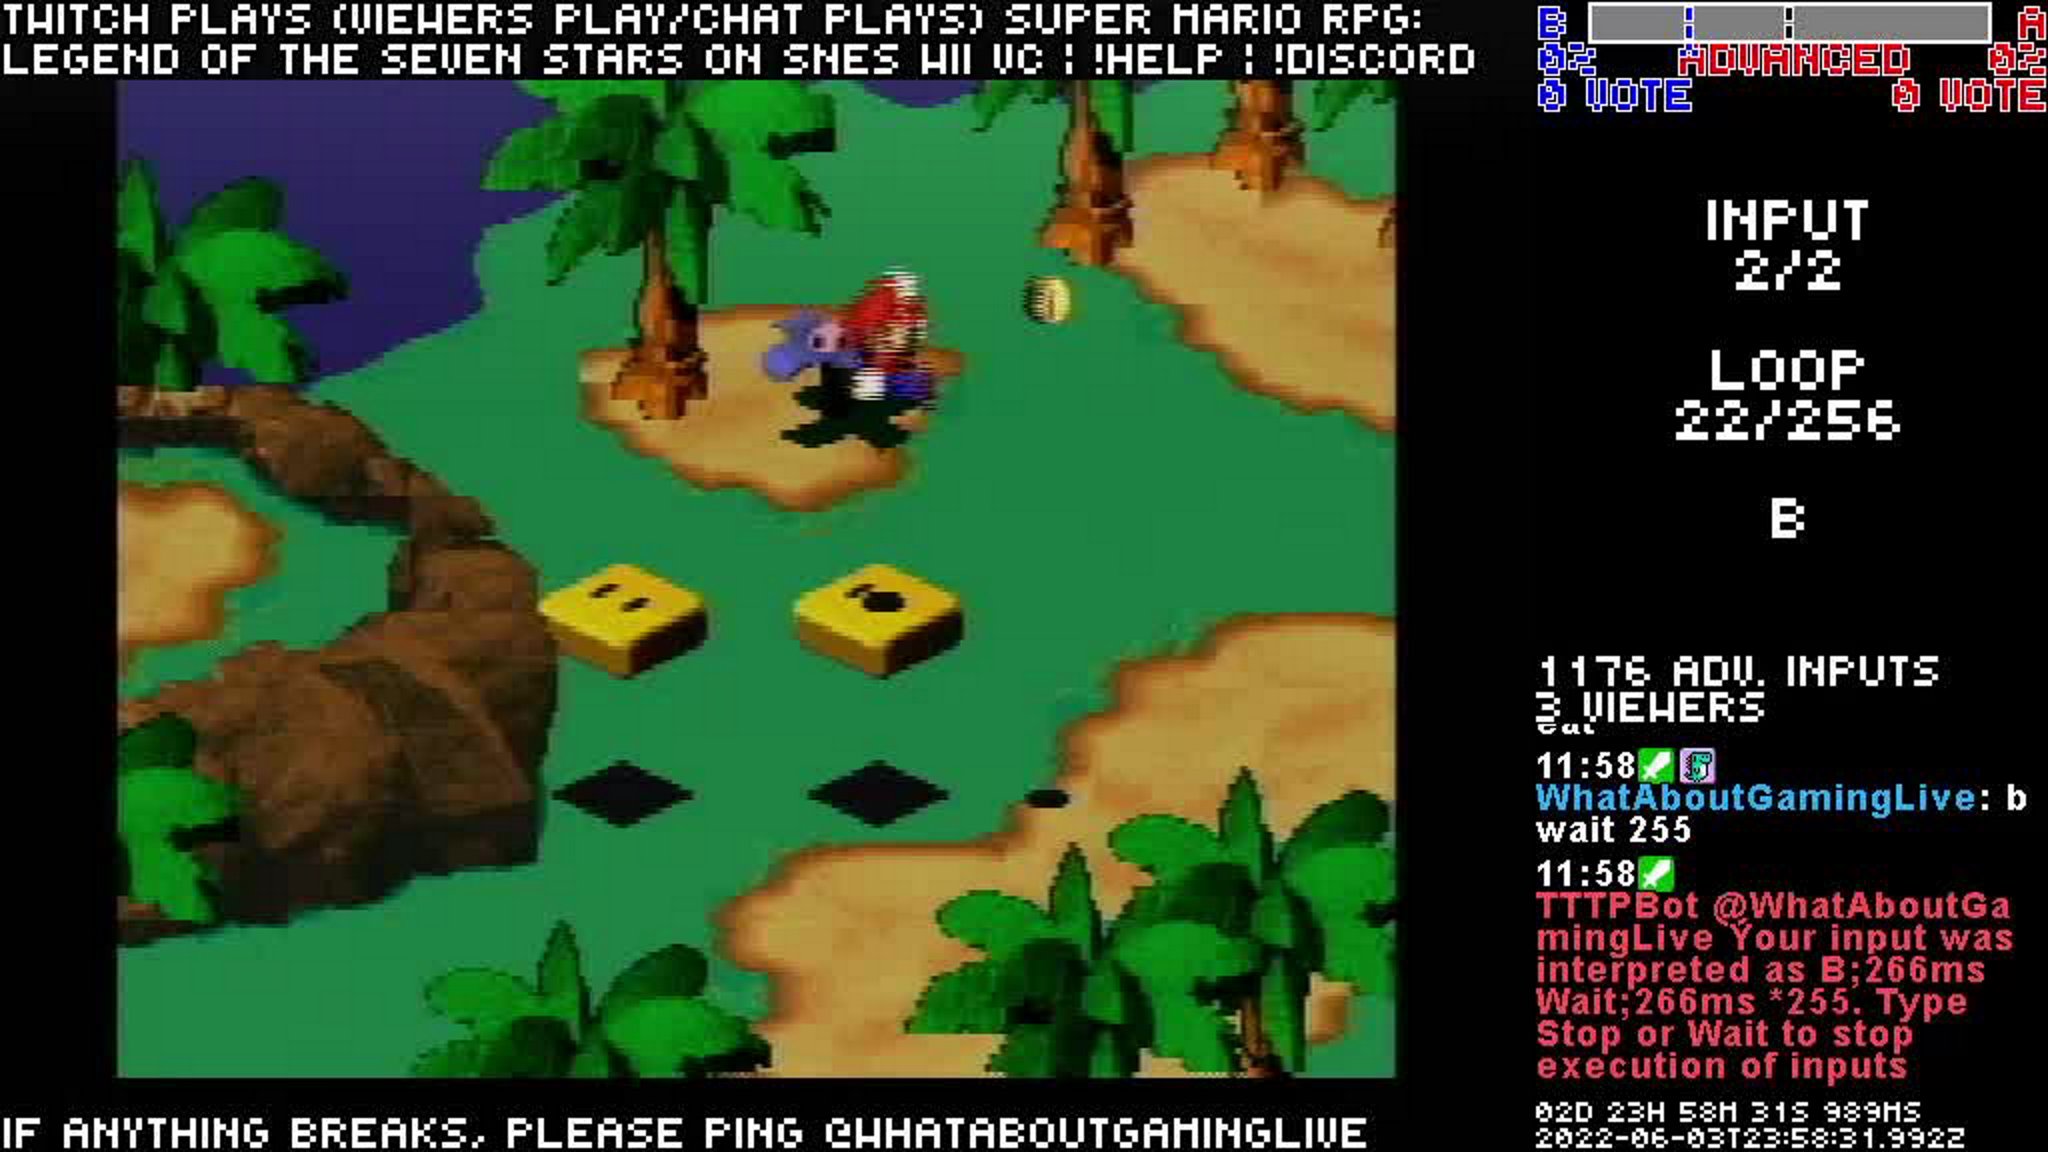 TWITCH PLAYS (VIEWERS PLAY/CHAT PLAYS) SUPER MARIO RPG:
LEGEND OF THE SEVEN STARS ON SNES WII VC ¦ !HELP ¦ !DISCORD
B A
0% ADVANCED 0%
0 VOTE 0 VOTE
INPUT
2/2
LOOP
22/256
B
1176 ADV. INPUTS
3 VIEWERS
eat
11:58
WhatAboutGamingLive: b
wait 255
11:58
TTTPBot @WhatAboutGa
mingLive Your input was
interpreted as B;266ms
Wait;266ms *255. Type
Stop or Wait to stop
execution of inputs
02D 23H 58M 31S 989MS
2022-06-03T23:58:31.992Z
IF ANYTHING BREAKS, PLEASE PING @WHATABOUTGAMINGLIVE